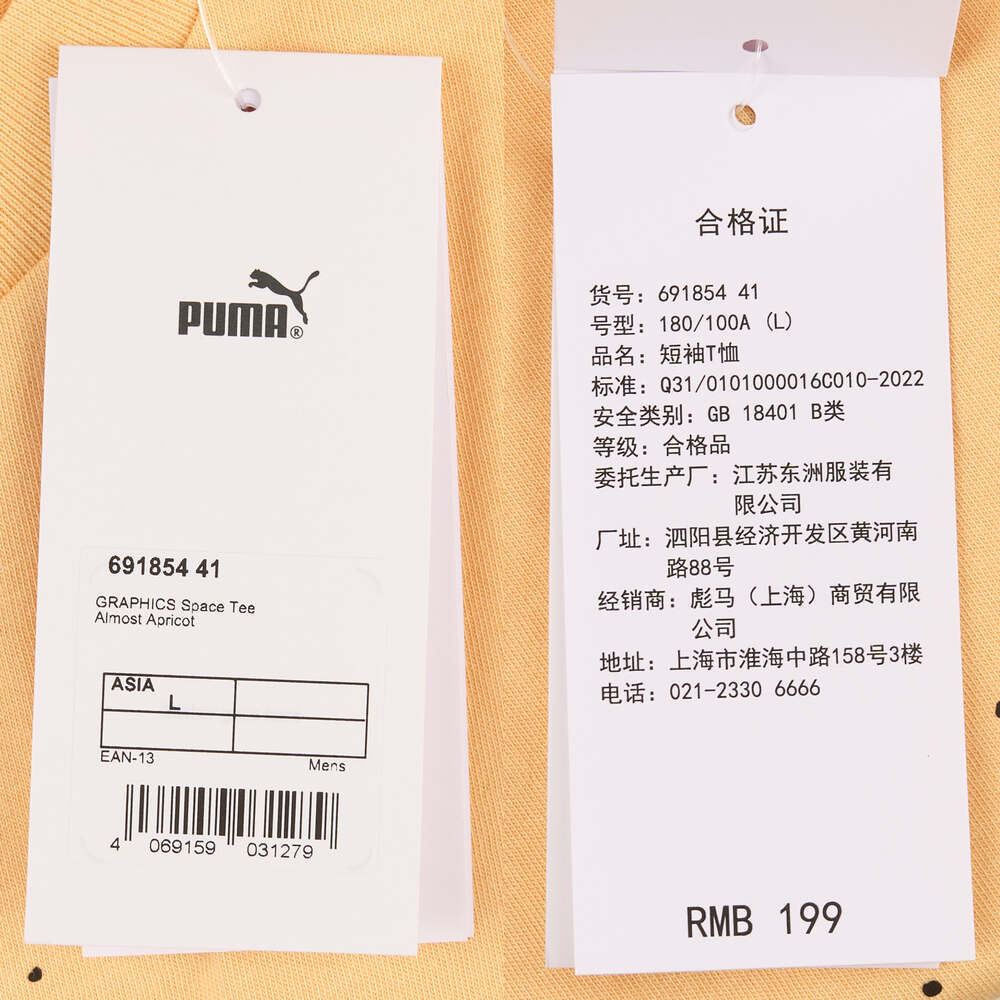 PUMA®
691854 41
GRAPHICS Space Tee
Almost Apricot
ASIA
L
EAN-13
Mens
4 069159 031279
合格证
货号：691854 41
号型：180/100A (L)
品名：短袖T恤
标准：Q31/0101000016C010-2022
安全类别：GB 18401 B类
等级：合格品
委托生产厂：江苏东洲服装有
限公司
厂址：泗阳县经济开发区黄河南
路88号
经销商：彪马（上海）商贸有限
公司
地址：上海市淮海中路158号3楼
电话：021-2330 6666
RMB 199